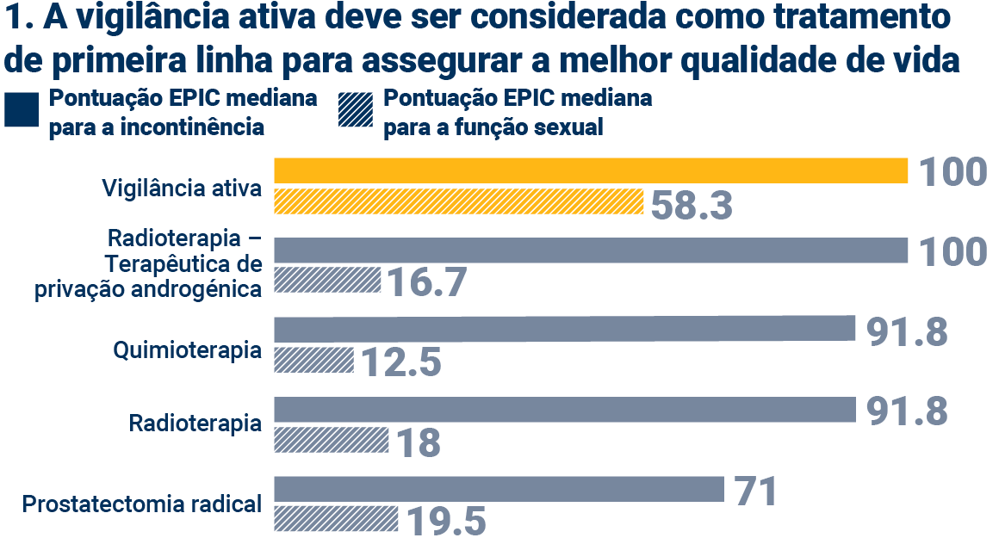 1. A vigilância ativa deve ser considerada como tratamento
de primeira linha para assegurar a melhor qualidade de vida
Pontuação EPIC mediana
para a incontinência
Pontuação EPIC mediana
para a função sexual
Vigilância ativa
100
58.3
Radioterapia –
Terapêutica de
privação androgénica
100
16.7
Quimioterapia
91.8
12.5
Radioterapia
91.8
18
Prostatectomia radical
71
19.5